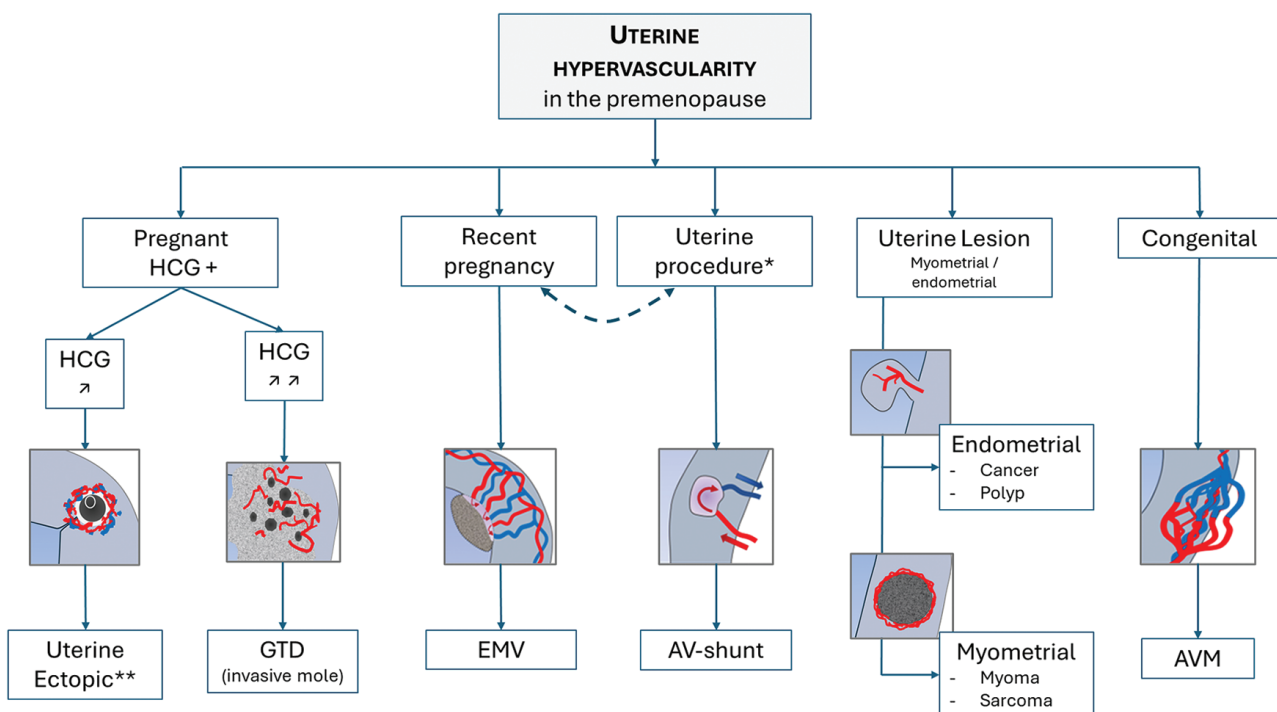 UTERINE
HYPERVASCULARITY
in the premenopause
Pregnant
HCG +
Recent
pregnancy
Uterine
procedure*
Uterine Lesion
Myometrial /
endometrial
Congenital
HCG
↗
HCG
↗ ↗
Endometrial
- Cancer
- Polyp
Uterine
Ectopic**
GTD
(invasive mole)
EMV
AV-shunt
Myometrial
- Myoma
- Sarcoma
AVM